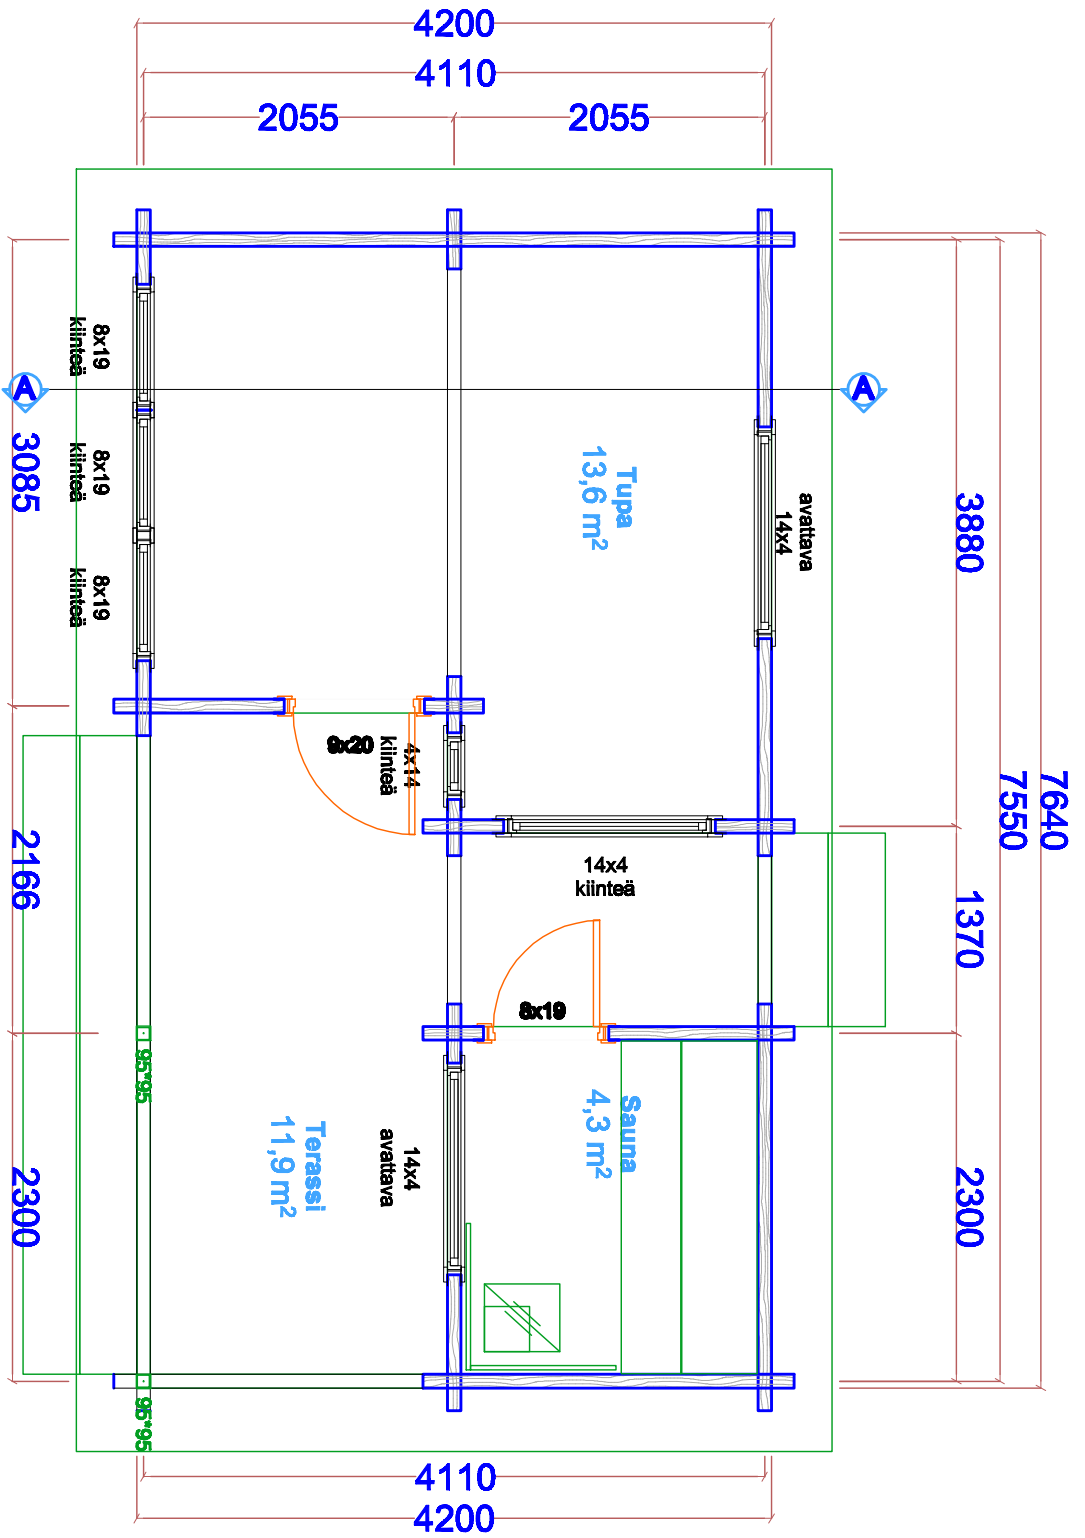 4200
4110
2055
2055
8x19
kiinteä
8x19
kiinteä
8x19
kiinteä
A
A
3085
Tupa
13,6 m²
avattava
14x4
3880
7640
7550
9x20
4x14
kiinteä
14x4
kiinteä
2166
1370
8x19
95*95
Sauna
4,3 m²
Terassi
11,9 m²
14x4
avattava
2300
2300
95*95
4110
4200